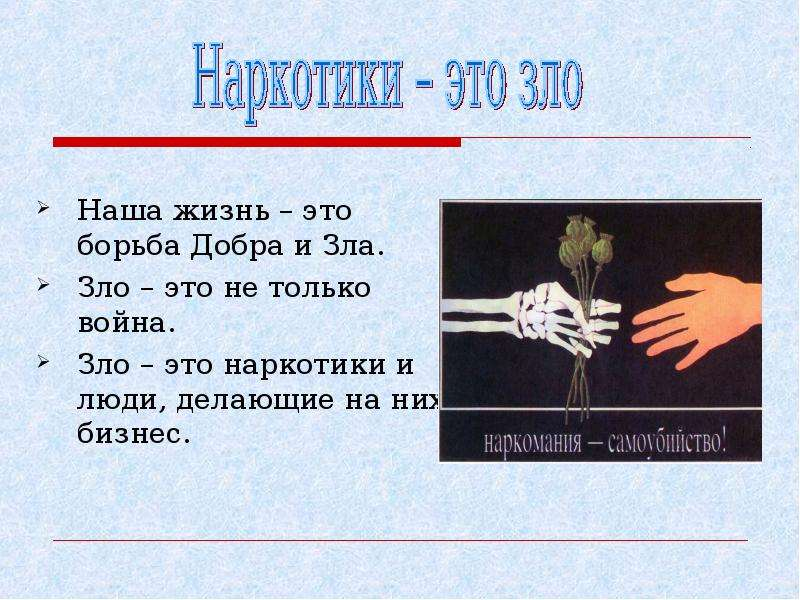 Наркотики – это зло
Наша жизнь – это
борьба Добра и Зла.
Зло – это не только
война.
Зло – это наркотики и
люди, делающие на них
бизнес.
наркомания — самоубийство!